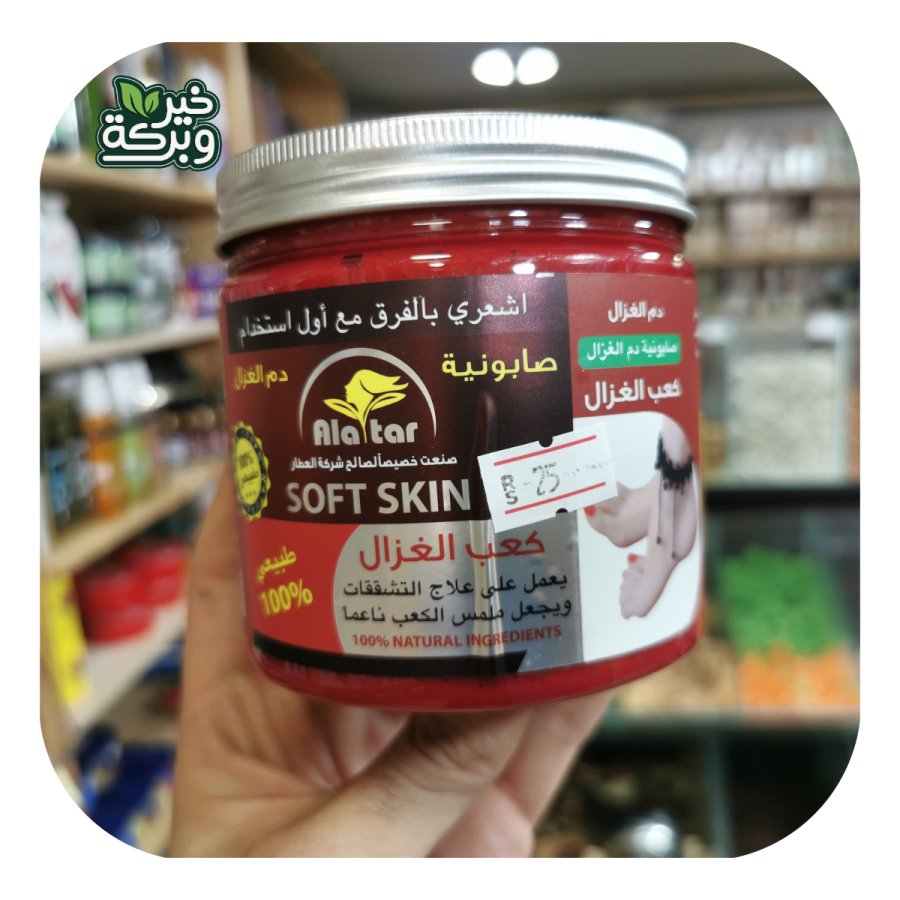 خير
وبركة
اشعري بالفرق مع أول استخدام
دم الغزال
صابونية
Alattar
صنعت خصيصاً لصالح شركة العطار
SOFT SKIN
100%
RS -25
كعب الغزال
يعمل على علاج التشققات
ويجعل ملمس الكعب ناعماً
100% NATURAL INGREDIENTS
طبيعي
100%
دم الغزال
صابونية دم الغزال
كعب الغزال